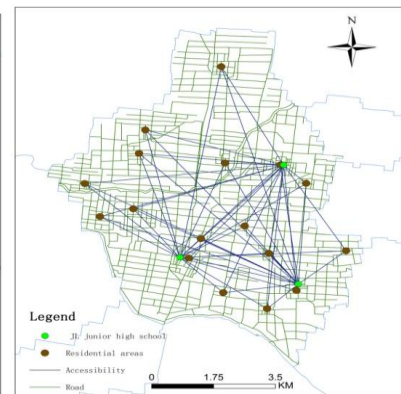 N
Legend
JL junior high school
Residential areas
Accessibility
Road
0 1.75 3.5
KM